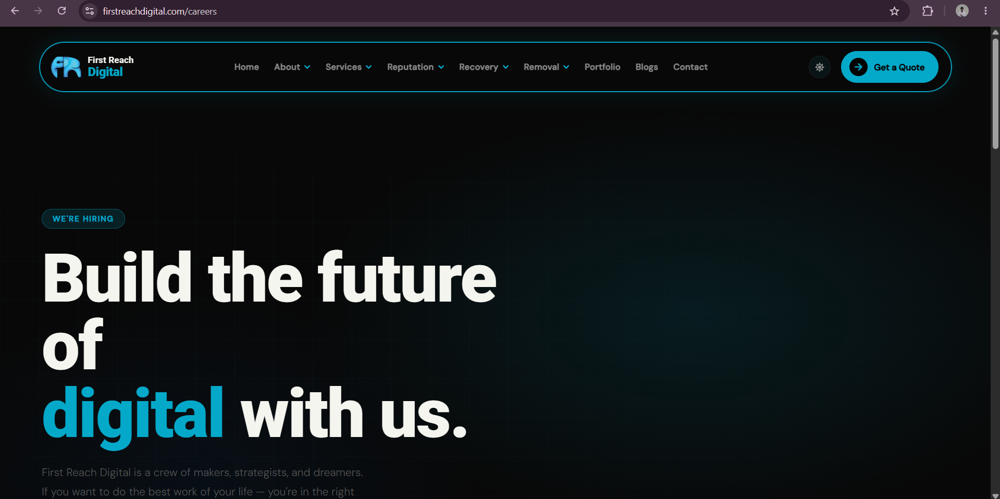 firstreachdigital.com/careers
First Reach
Digital
Home About Services Reputation Recovery Removal Portfolio Blogs Contact
Get a Quote
WE'RE HIRING
Build the future
of
digital with us.
First Reach Digital is a crew of makers, strategists, and dreamers.
If you want to do the best work of your life — you're in the right